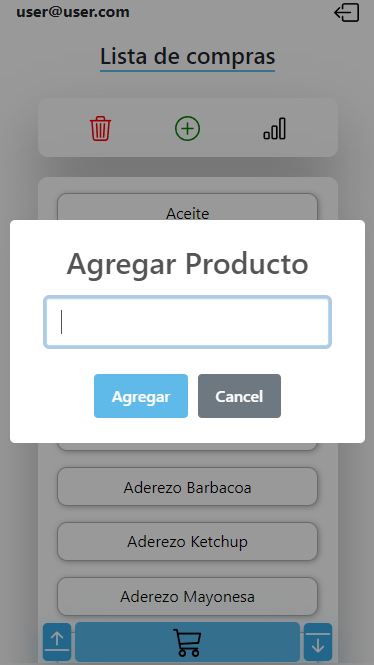 user@user.com
Lista de compras
Aceite
Agregar Producto
Agregar
Cancel
Aderezo Barbacoa
Aderezo Ketchup
Aderezo Mayonesa